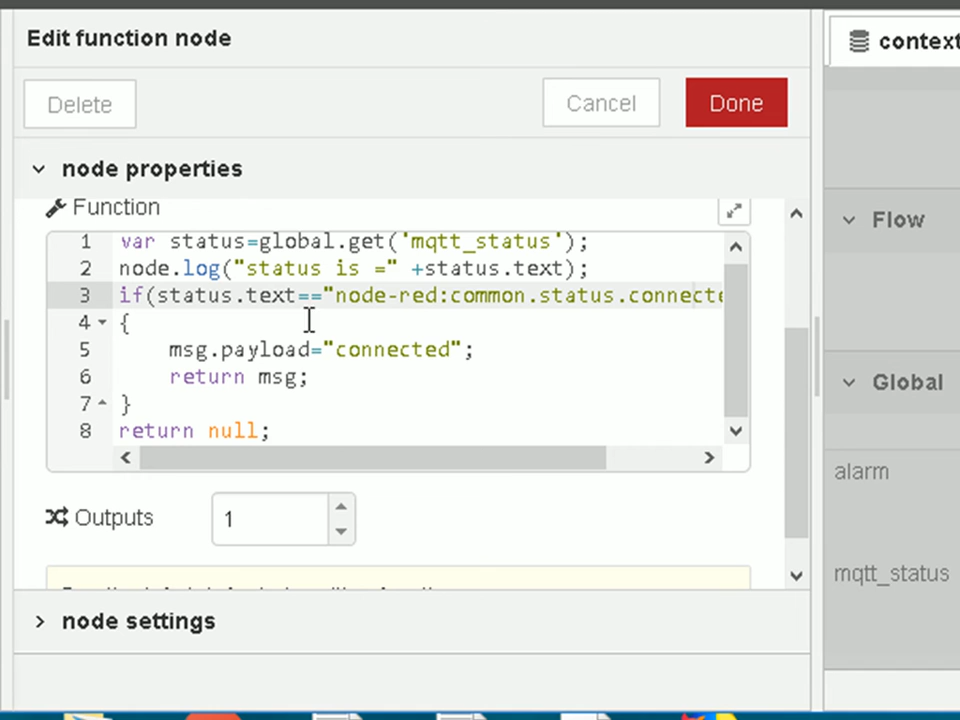 Edit function node
context
Delete
Cancel
Done
node properties
Function
1 var status=global.get('mqtt_status');
2 node.log("status is =" +status.text);
3 if(status.text=="node-red:common.status.connecte
4 {
5 msg.payload="connected";
6 return msg;
7 }
8 return null;
Outputs
1
node settings
Flow
Global
alarm
mqtt_status